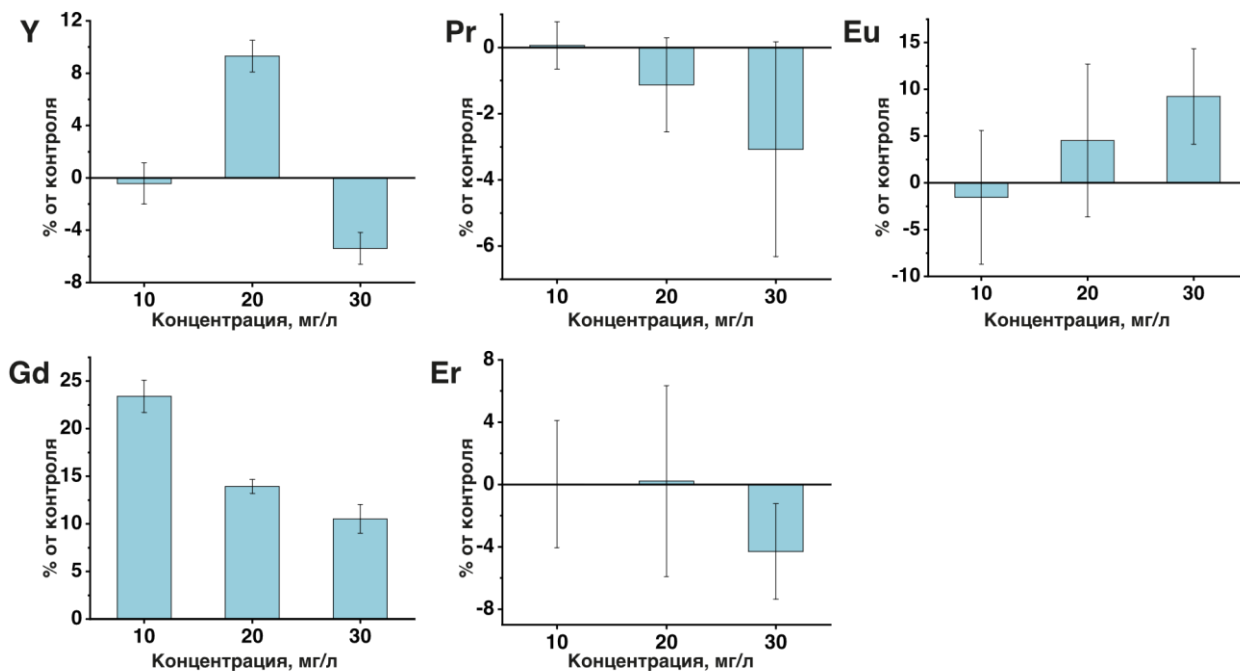 Y
12
8
4
0
-4
-8
% от контроля
10 20 30
Концентрация, мг/л
Pr
0
-2
-4
-6
% от контроля
10 20 30
Концентрация, мг/л
Eu
15
10
5
0
-5
-10
% от контроля
10 20 30
Концентрация, мг/л
Gd
25
20
15
10
5
0
% от контроля
10 20 30
Концентрация, мг/л
Er
8
4
0
-4
-8
% от контроля
10 20 30
Концентрация, мг/л